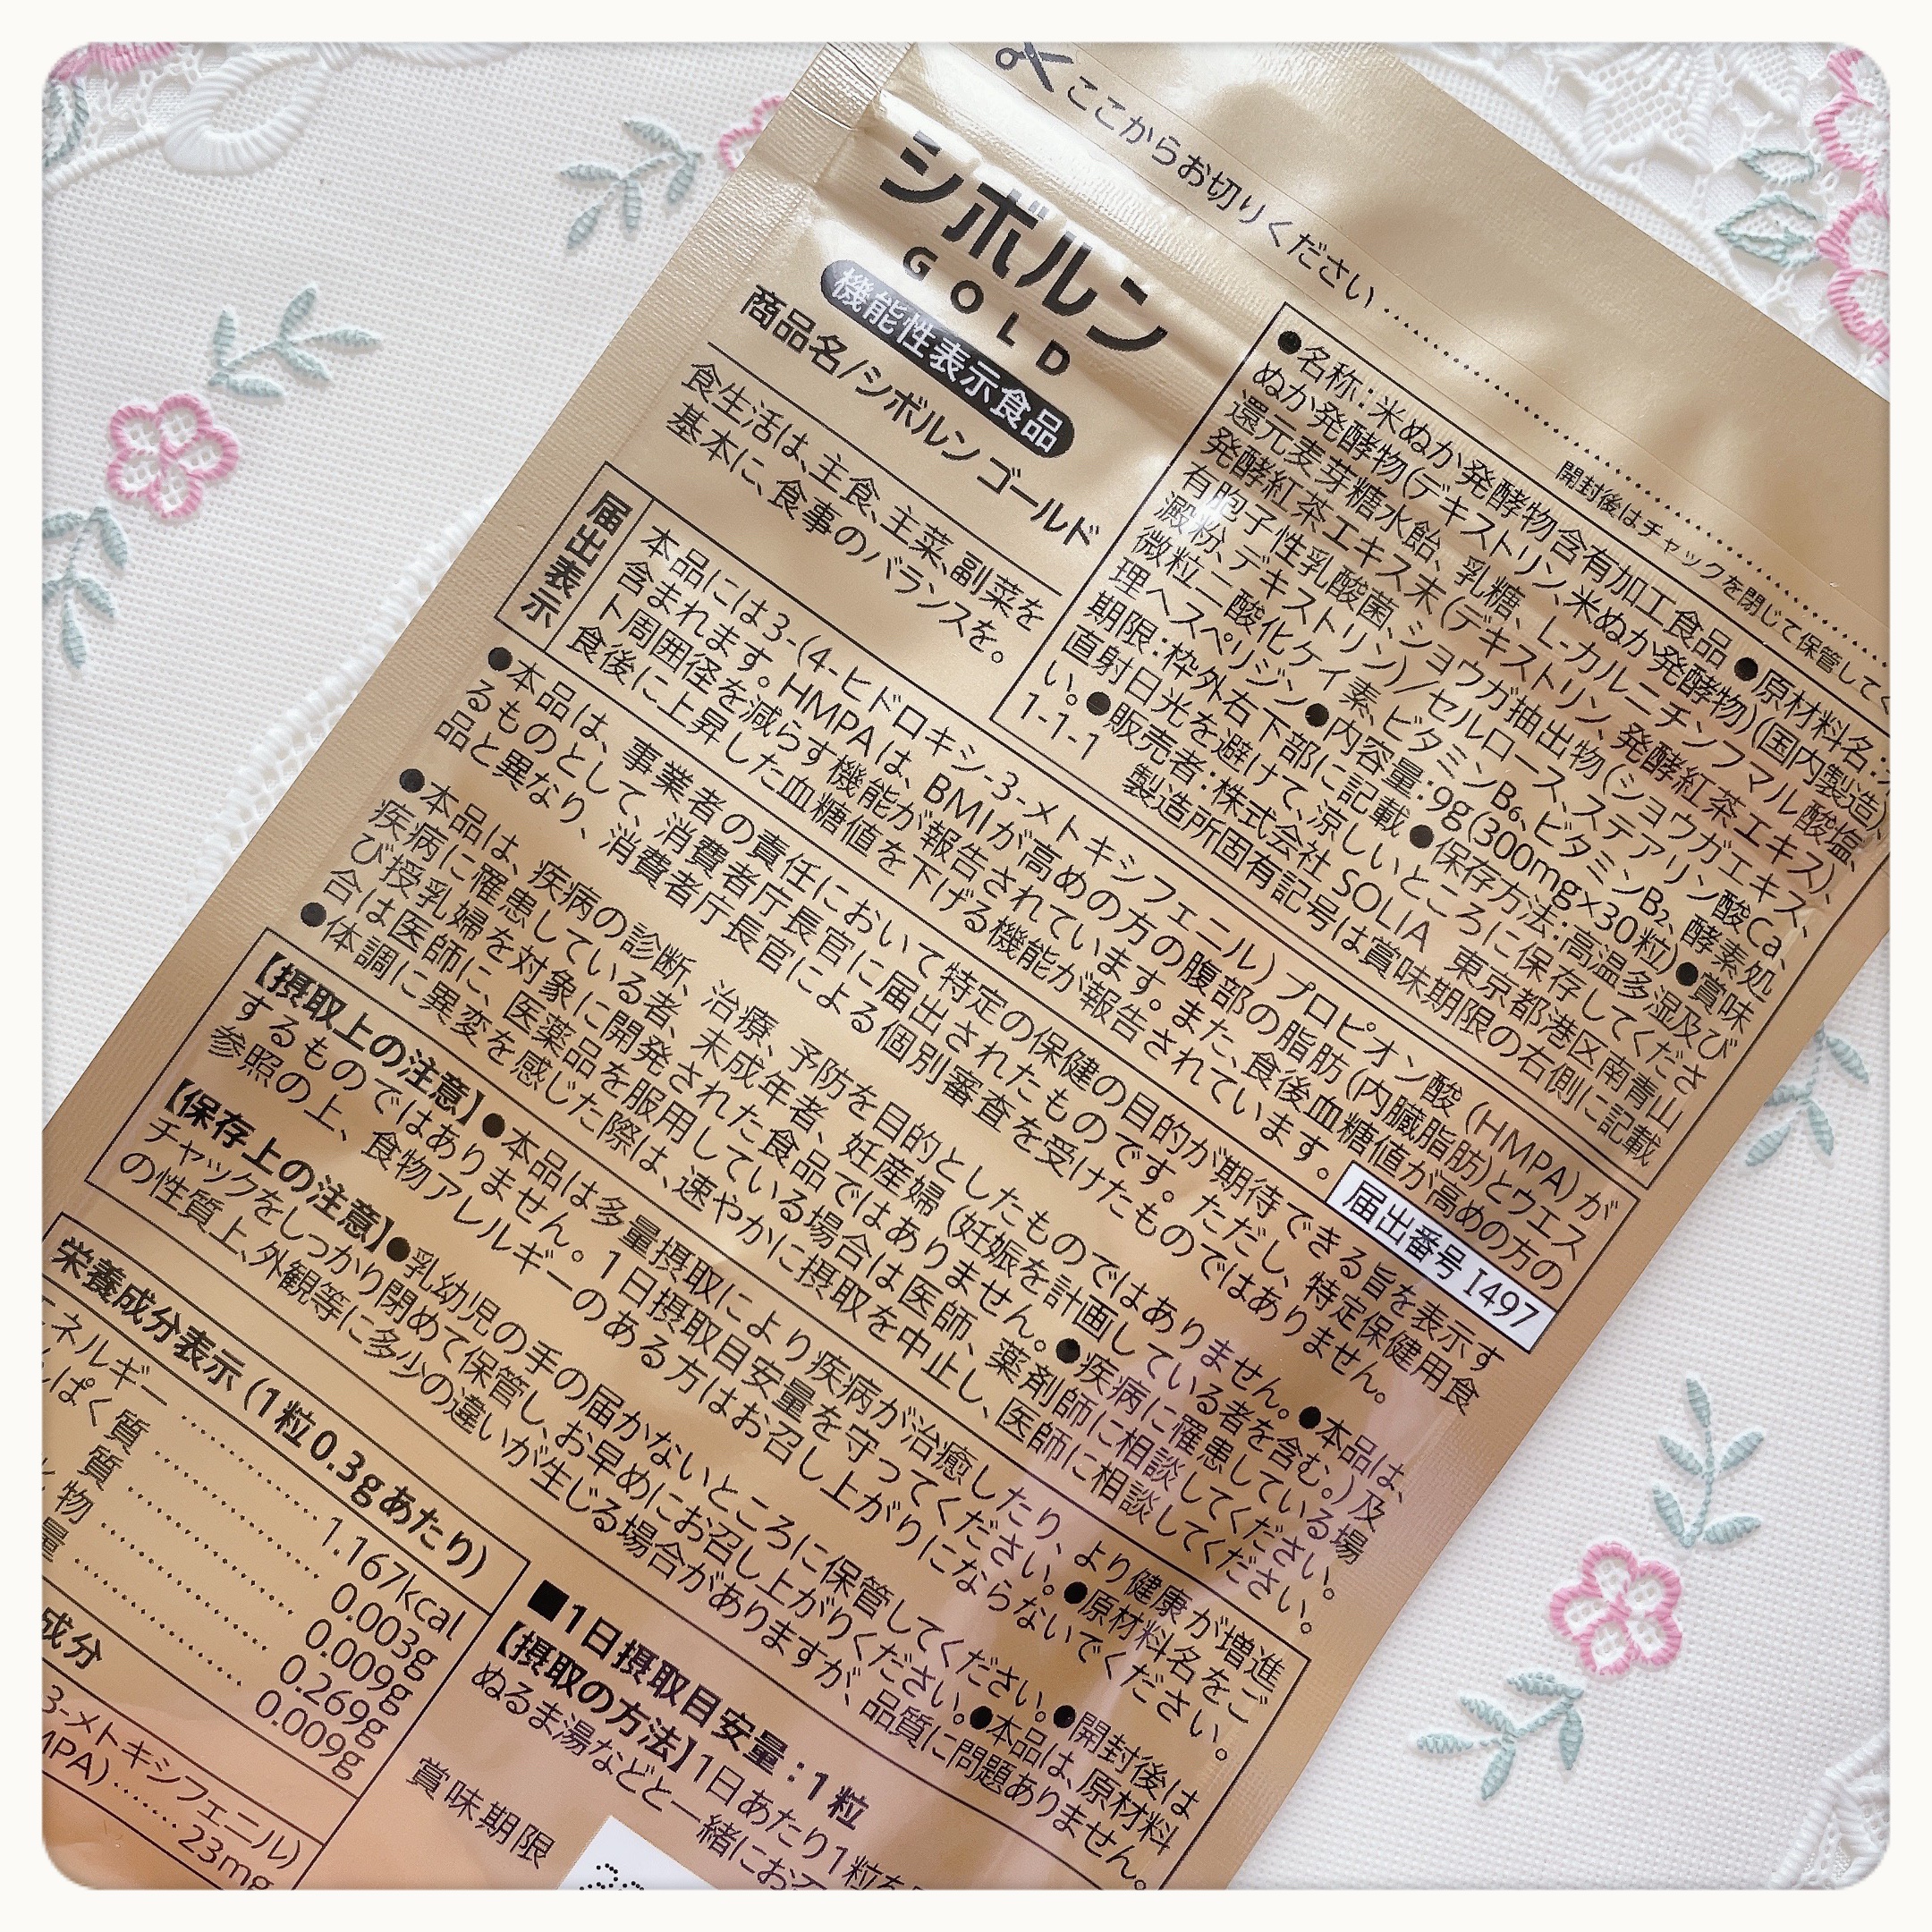 ここからお切りください
開封後はチャックを閉じて保管してく
シボルン
GOLD
機能性表示食品
商品名/シボルン ゴールド
食生活は、主食、主菜、副菜を
基本に、食事のバランスを。
●名称:米ぬか発酵物含有加工食品 ●原材料名:
ぬか発酵物(デキストリン、米ぬか発酵物)(国内製造)、
還元麦芽糖水飴、乳糖、L-カルニチンフマル酸塩、
発酵紅茶エキス末(デキストリン、発酵紅茶エキス)、
有胞子性乳酸菌、ショウガ抽出物(ショウガエキス、
澱粉、デキストリン)/セルロース、ステアリン酸Ca、
微粒二酸化ケイ素、ビタミンB₆、ビタミンB₂、酵素処
理ヘスペリジン●内容量:9g(300mg×30粒)●賞味
期限:枠外右下部に記載●保存方法:高温多湿及び
直射日光を避けて、涼しいところに保存してくださ
い。●販売者:株式会社 SOLIA 東京都港区南青山
1-1-1 製造所固有記号は賞味期限の右側に記載
届出表示
本品には3-(4-ヒドロキシ-3-メトキシフェニル)プロピオン酸(HMPA)が
含まれます。HMPAは、BMIが高めの方の腹部の脂肪(内臓脂肪)とウエス
ト周囲径を減らす機能が報告されています。また、食後血糖値が高めの方の
食後に上昇した血糖値を下げる機能が報告されています。
届出番号 I497
●本品は、事業者の責任において特定の保健の目的が期待できる旨を表示す
るものとして、消費者庁長官に届出されたものです。ただし、特定保健用食
品と異なり、消費者庁長官による個別審査を受けたものではありません。
●本品は、疾病の診断、治療、予防を目的としたものではありません。●本品は、
疾病に罹患している者、未成年者、妊産婦(妊娠を計画している者を含む。)及
び授乳婦を対象に開発された食品ではありません。●疾病に罹患している場
合は医師に、医薬品を服用している場合は医師、薬剤師に相談してください。
●体調に異変を感じた際は、速やかに摂取を中止し、医師に相談してください。
【摂取上の注意】●本品は多量摂取により疾病が治癒したり、より健康が増進
するものではありません。1日摂取目安量を守ってください。●原材料名をご
参照の上、食物アレルギーのある方はお召し上がりにならないでください。
【保存上の注意】●乳幼児の手の届かないところに保管してください。●開封後は
チャックをしっかり閉めて保管し、お早めにお召し上がりください。●本品は、原材料
の性質上、外観等に多少の違いが生じる場合がありますが、品質に問題ありません。
栄養成分表示(1粒0.3gあたり)
エネルギー ………… 1.167kcal
んぱく質 ………… 0.003g
質 ………… 0.009g
物 ………… 0.269g
量 ………… 0.009g
成分
3-メトキシフェニル)
MPA)……23mg
■1日摂取目安量:1粒
【摂取の方法】1日あたり1粒を
ぬるま湯などと一緒にお
賞味期限